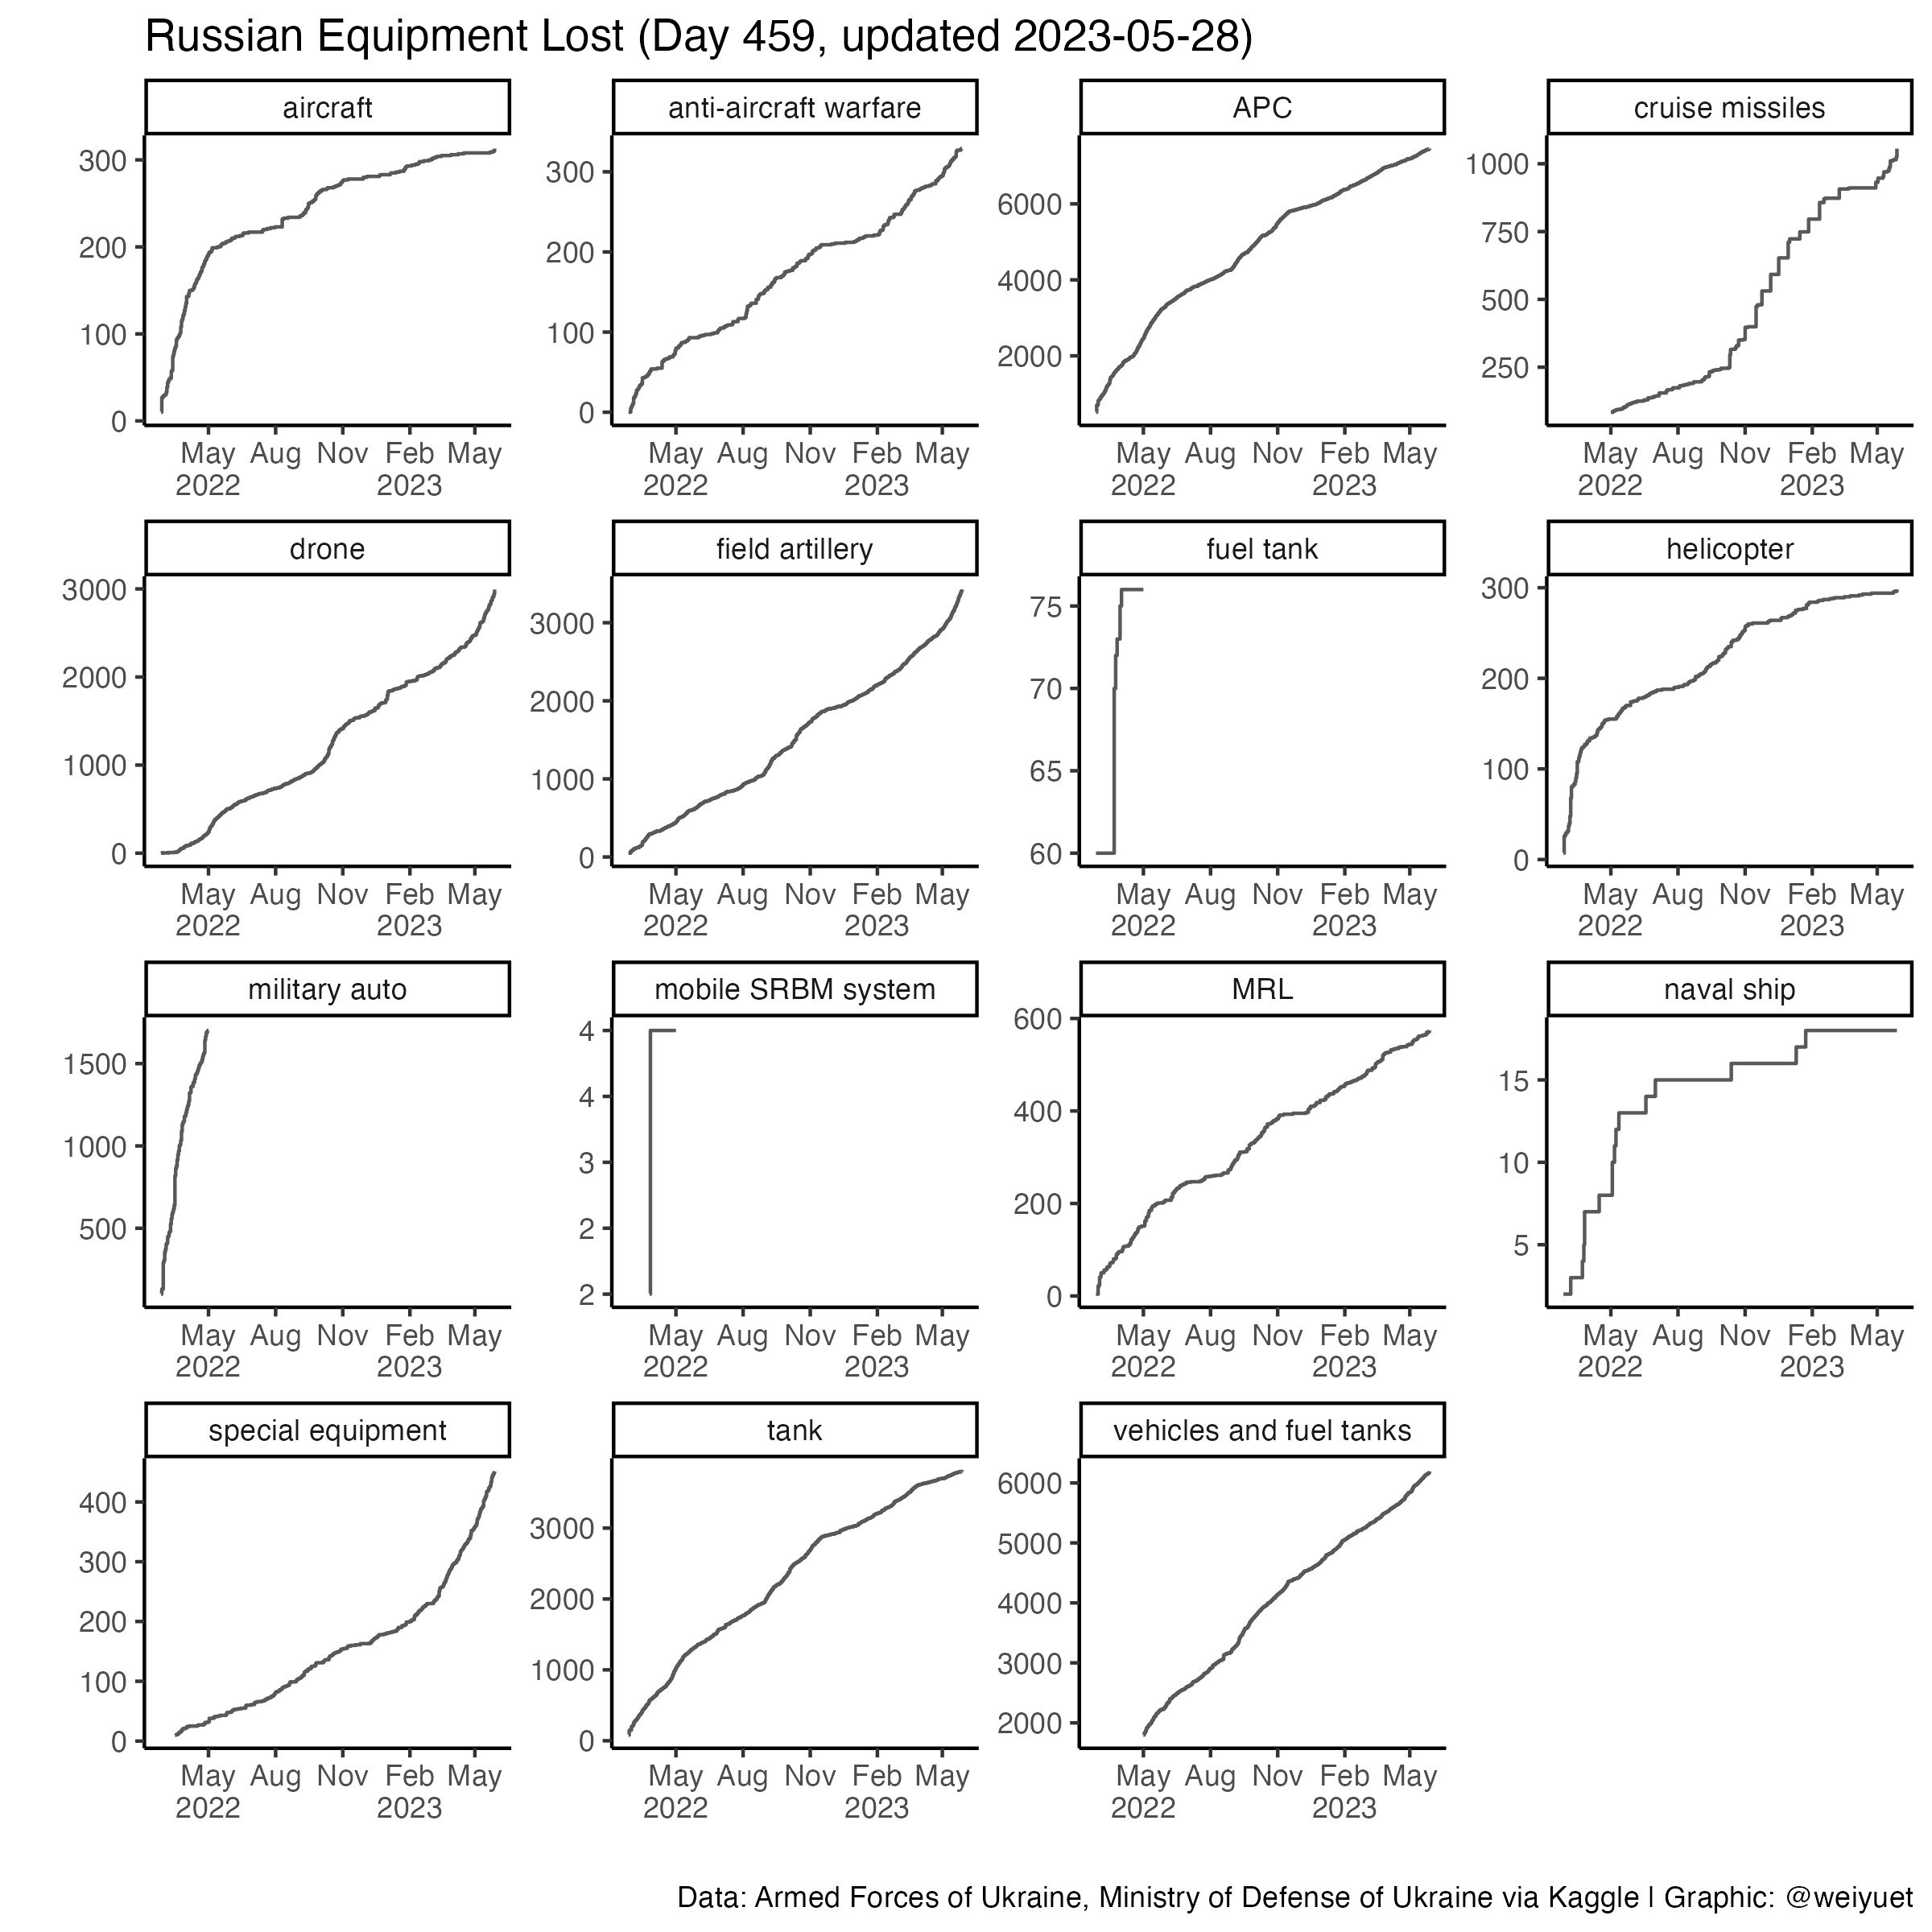 Russian Equipment Lost (Day 459, updated 2023-05-28)
aircraft
anti-aircraft warfare
APC
cruise missiles
300
200
100
0
300
200
100
0
6000
4000
2000
1000
750
500
250
May Aug Nov Feb May
2022 2023
May Aug Nov Feb May
2022 2023
May Aug Nov Feb May
2022 2023
May Aug Nov Feb May
2022 2023
drone
field artillery
fuel tank
helicopter
3000
2000
1000
0
3000
2000
1000
0
75
70
65
60
300
200
100
0
May Aug Nov Feb May
2022 2023
May Aug Nov Feb May
2022 2023
May Aug Nov Feb May
2022 2023
May Aug Nov Feb May
2022 2023
military auto
mobile SRBM system
MRL
naval ship
1500
1000
500
4
4
3
2
2
600
400
200
0
15
10
5
May Aug Nov Feb May
2022 2023
May Aug Nov Feb May
2022 2023
May Aug Nov Feb May
2022 2023
May Aug Nov Feb May
2022 2023
special equipment
tank
vehicles and fuel tanks
400
300
200
100
0
3000
2000
1000
0
6000
5000
4000
3000
2000
May Aug Nov Feb May
2022 2023
May Aug Nov Feb May
2022 2023
May Aug Nov Feb May
2022 2023
Data: Armed Forces of Ukraine, Ministry of Defense of Ukraine via Kaggle | Graphic: @weiyuet